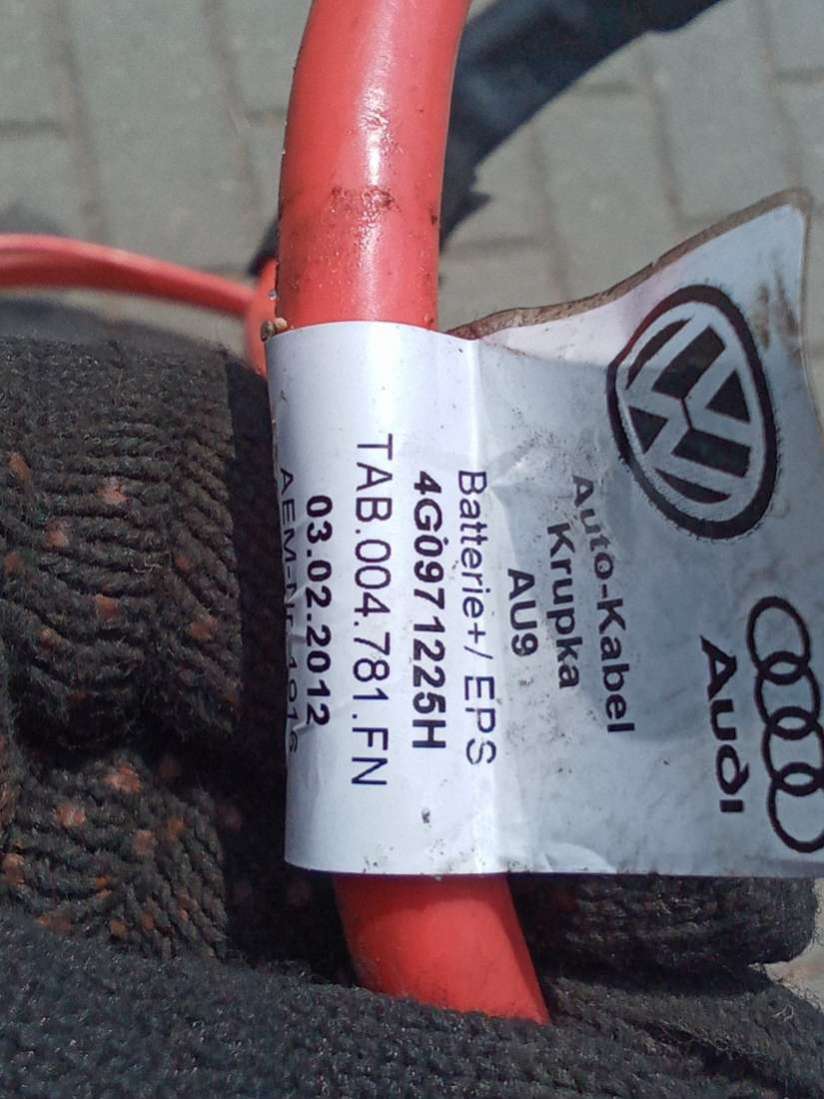 Audi
Auto-Kabel
Krupka
AU9
Batterie+/ EPS
4G0971225H
TAB.004.781.FN
03.02.2012